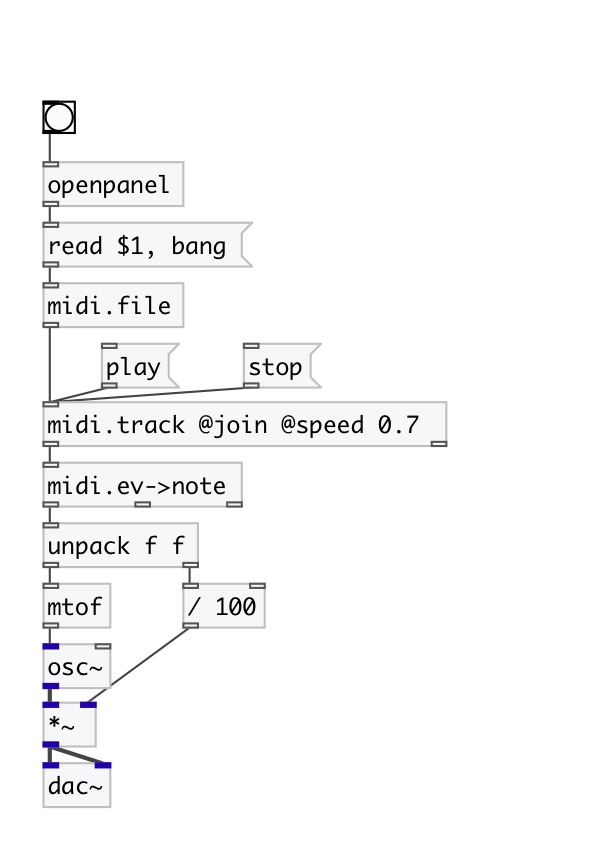 openpanel
read $1, bang
midi.file
play stop
midi.track @join @speed 0.7
midi.ev->note
unpack f f
mtof / 100
osc~
*~
dac~